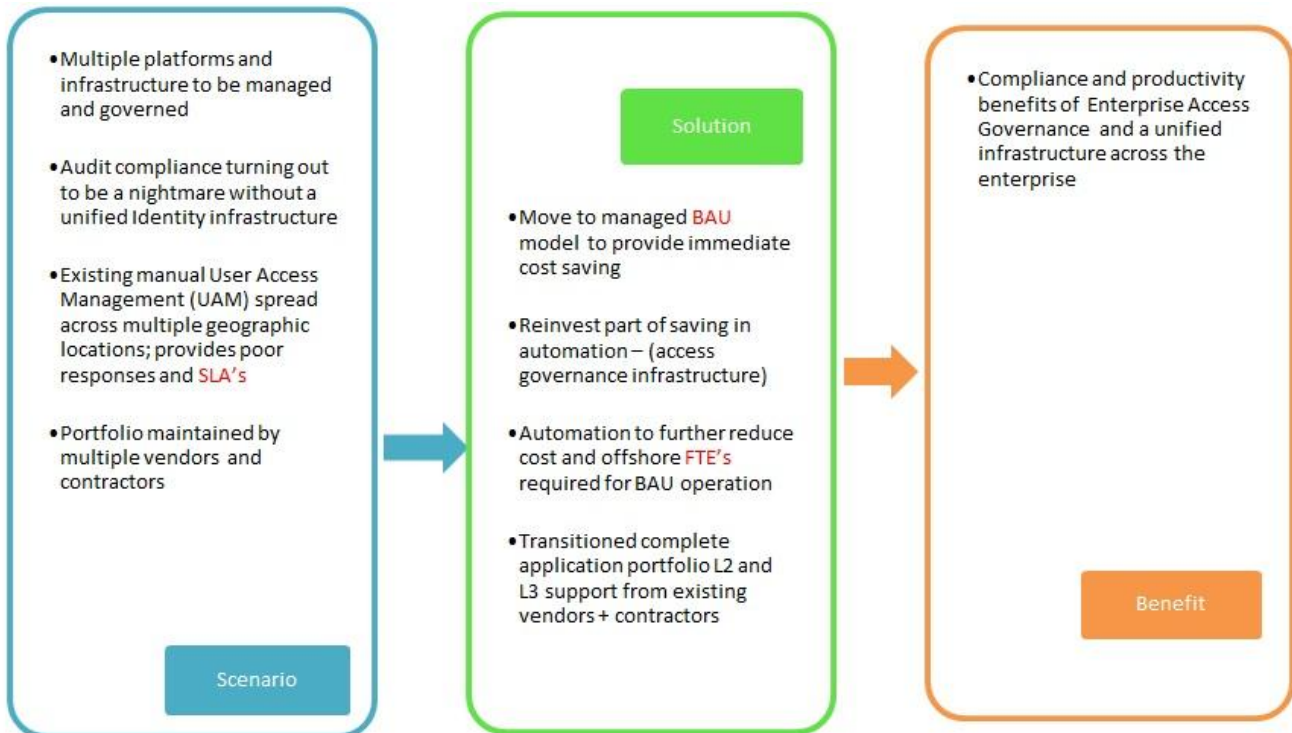 •Multiple platforms and
infrastructure to be managed
and governed
•Audit compliance turning out
to be a nightmare without a
unified Identity infrastructure
•Existing manual User Access
Management (UAM) spread
across multiple geographic
locations; provides poor
responses and SLA's
•Portfolio maintained by
multiple vendors and
contractors
Scenario
Solution
•Move to managed BAU
model to provide immediate
cost saving
•Reinvest part of saving in
automation – (access
governance infrastructure)
•Automation to further reduce
cost and offshore FTE's
required for BAU operation
•Transitioned complete
application portfolio L2 and
L3 support from existing
vendors + contractors
•Compliance and productivity
benefits of Enterprise Access
Governance and a unified
infrastructure across the
enterprise
Benefit